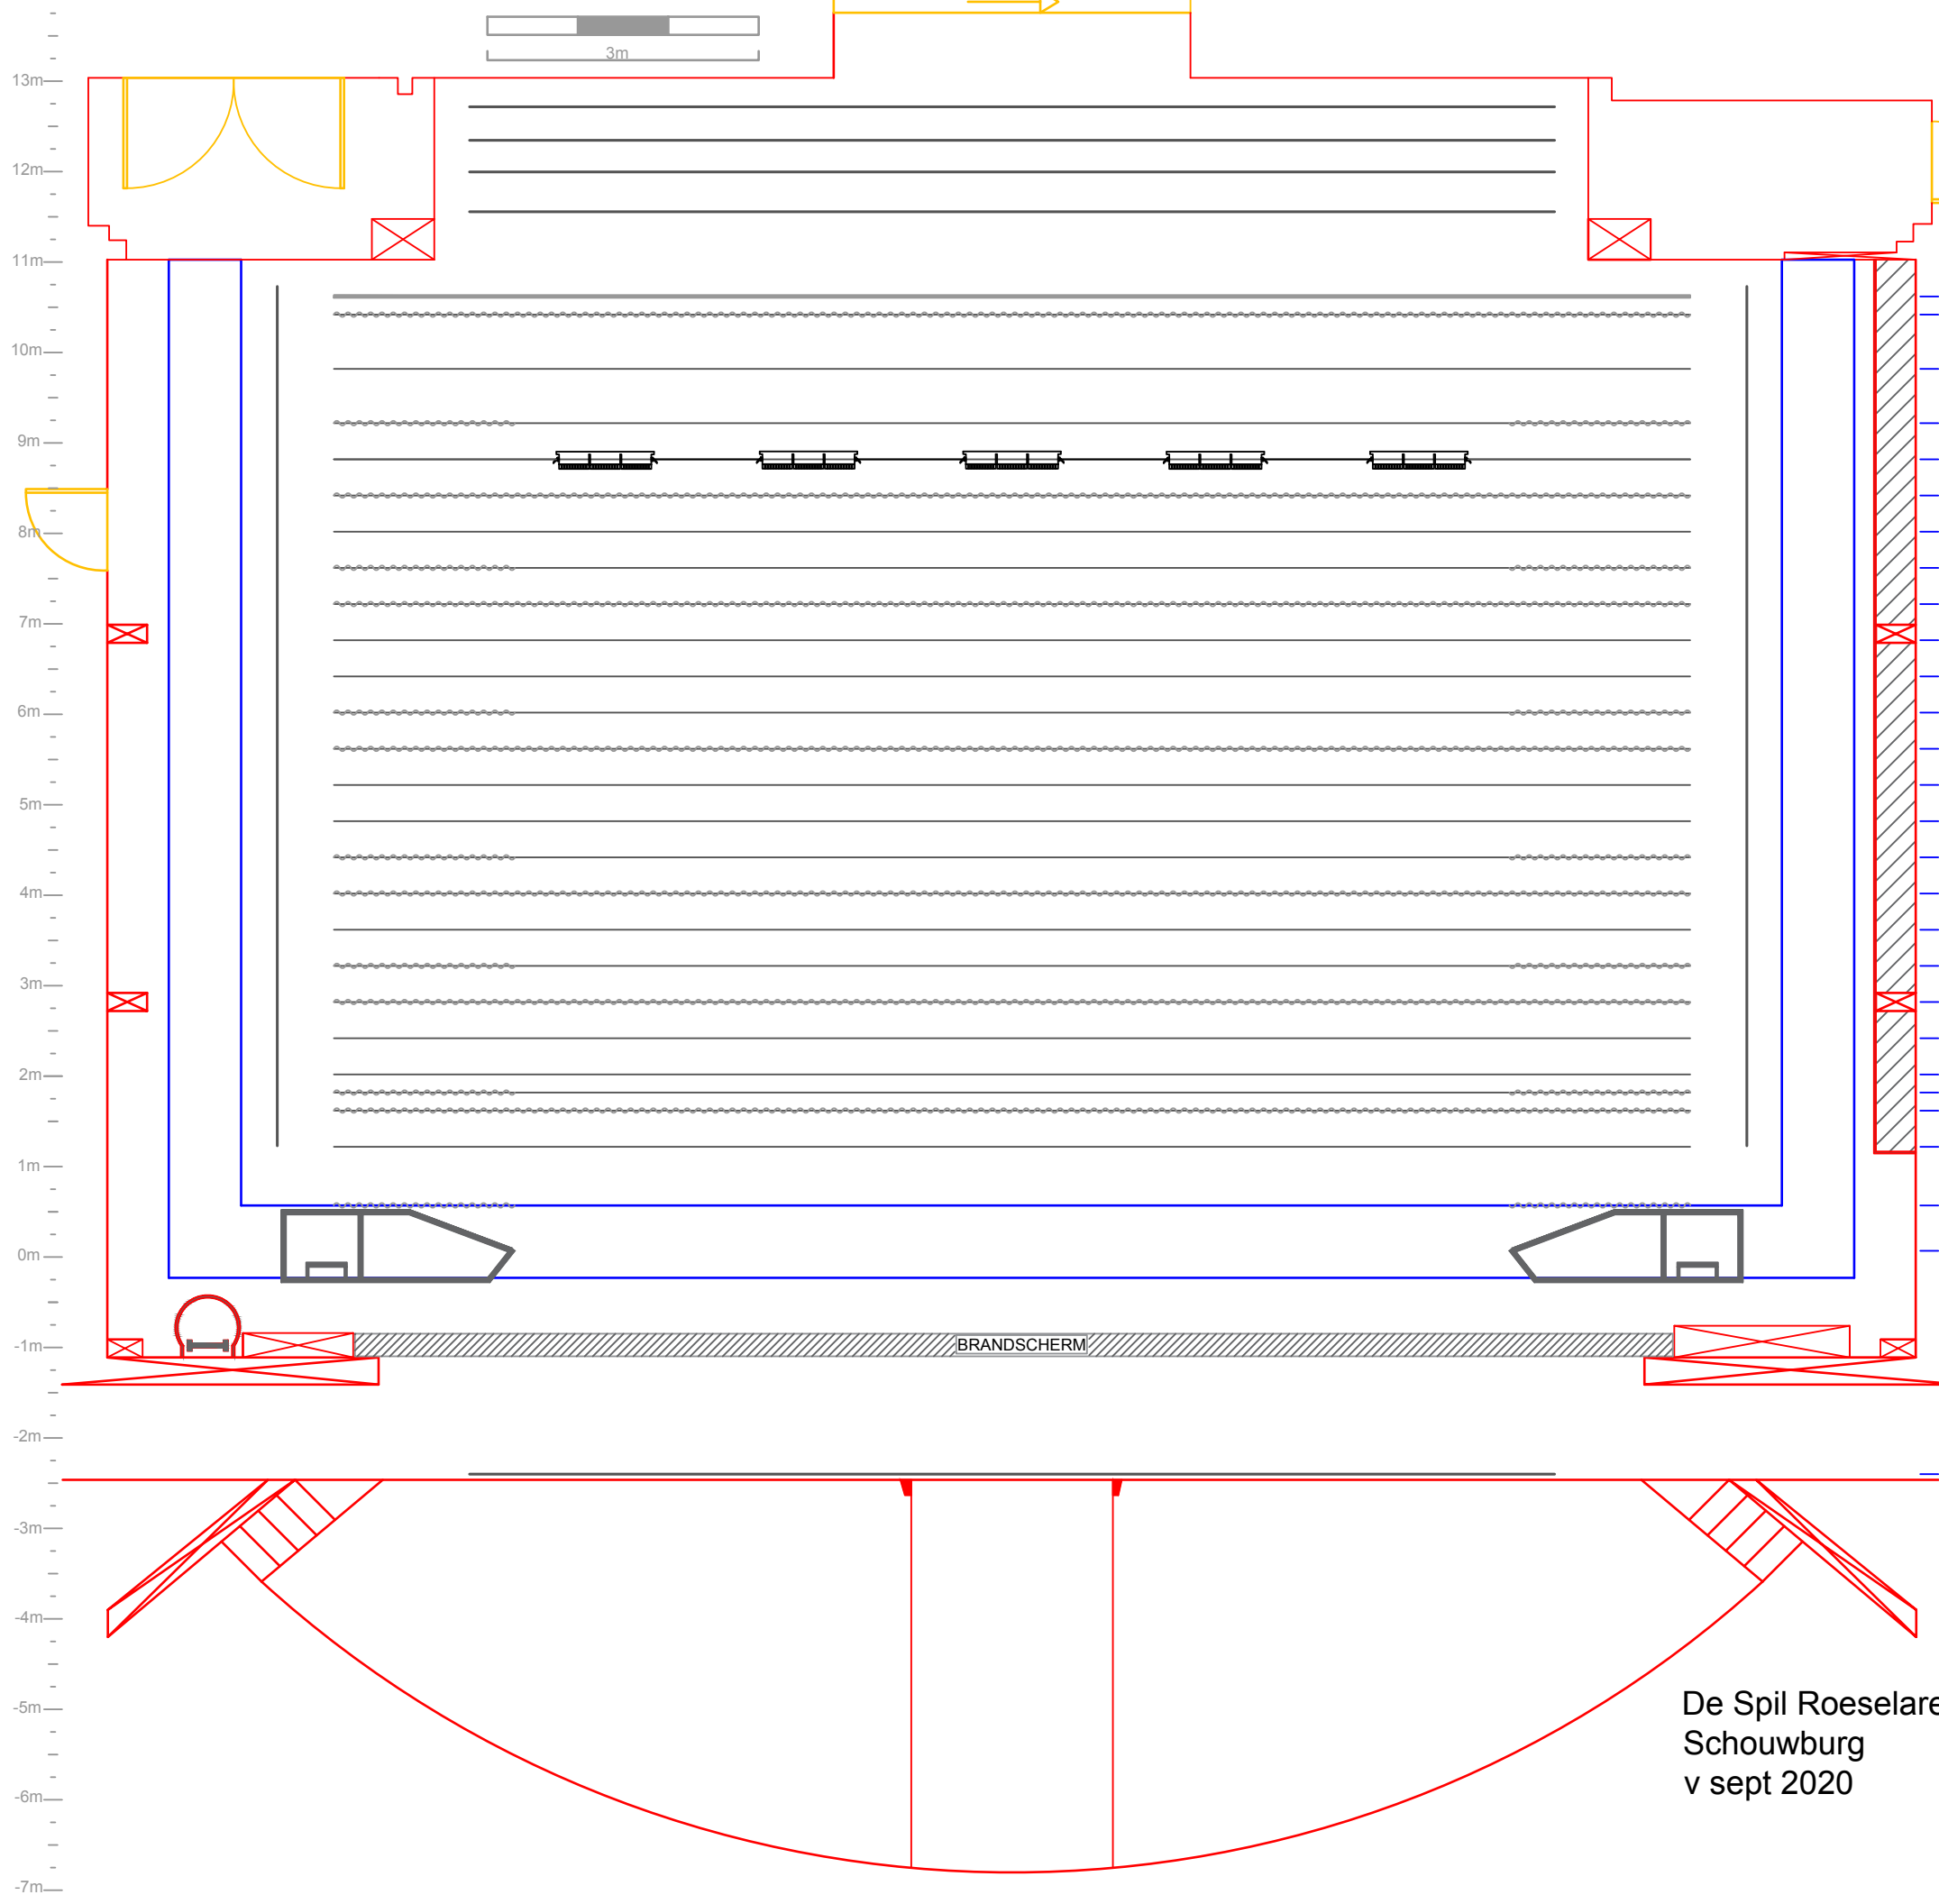 3m
13m
12m
11m
10m
9m
8m
7m
6m
5m
4m
3m
2m
1m
0m
-1m
BRANDSCHERM
-2m
-3m
-4m
-5m
De Spil Roeselare
Schouwburg
v sept 2020
-6m
-7m